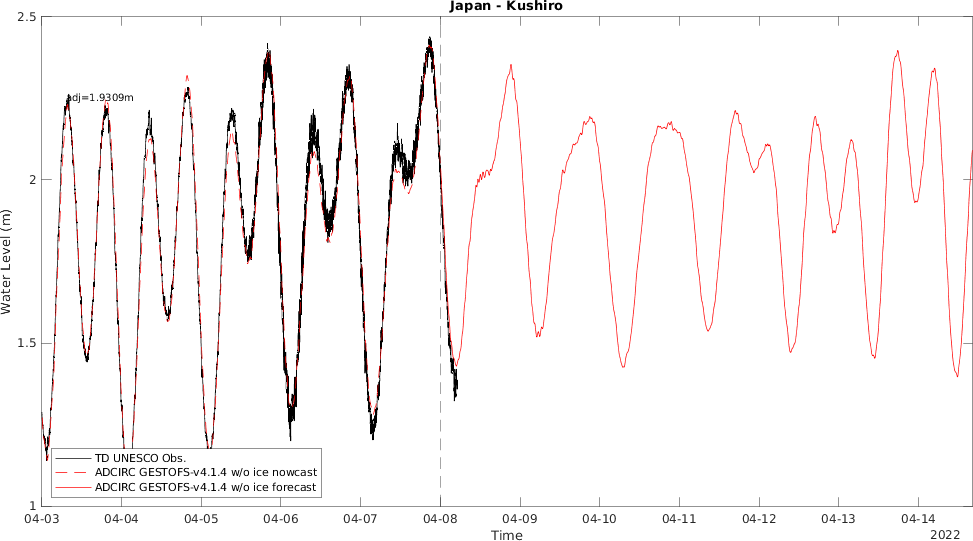 Japan - Kushiro
2.5
adj=1.9309m
2
Water Level (m)
1.5
TD UNESCO Obs.
ADCIRC GESTOFS-v4.1.4 w/o ice nowcast
ADCIRC GESTOFS-v4.1.4 w/o ice forecast
1
04-03 04-04 04-05 04-06 04-07 04-08 04-09 04-10 04-11 04-12 04-13 04-14
Time
2022